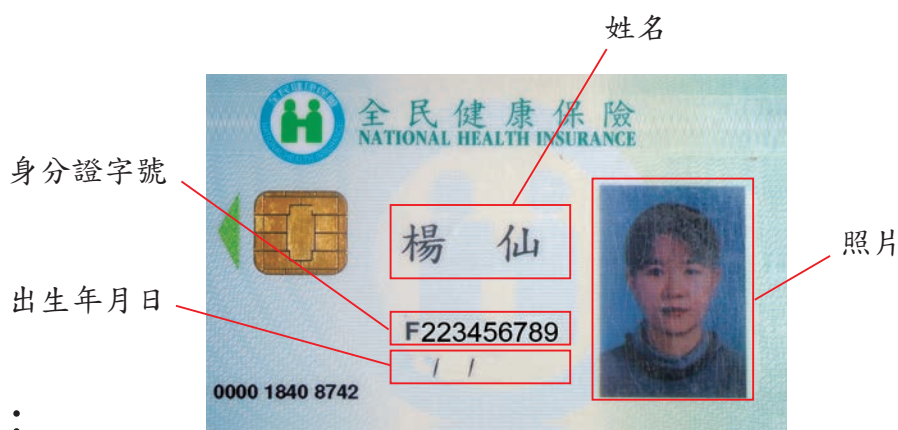 姓名
全民健康保險
NATIONAL HEALTH INSURANCE
身分證字號
楊 仙
照片
出生年月日
F223456789
/ /
0000 1840 8742